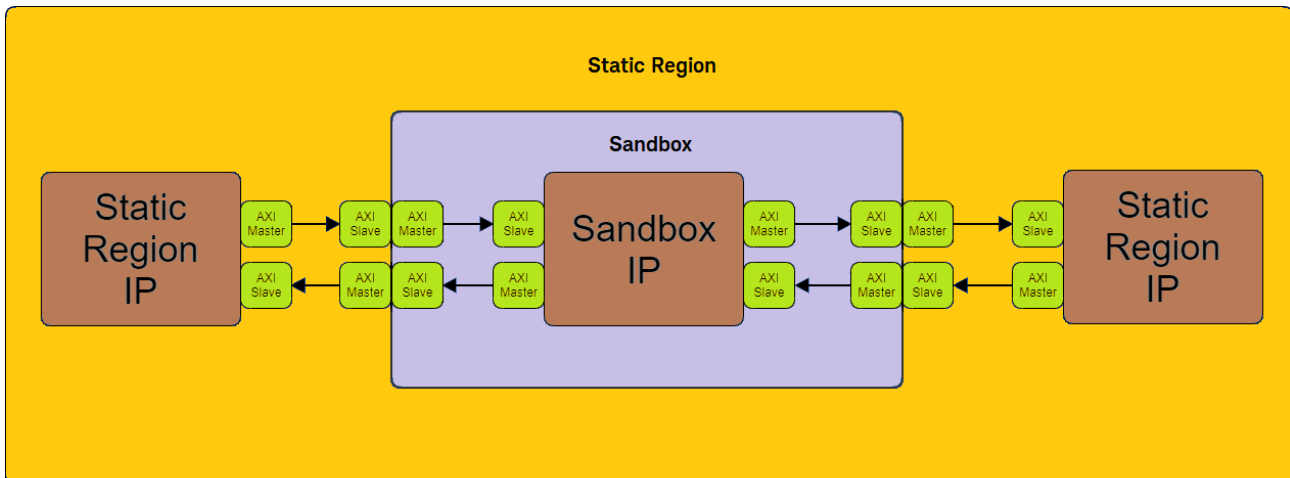 Static Region
Sandbox
Static
Region
IP
AXI
Master
AXI
Slave
AXI
Master
AXI
Slave
Sandbox
IP
AXI
Master
AXI
Slave
AXI
Master
AXI
Slave
Static
Region
IP
AXI
Slave
AXI
Master
AXI
Slave
AXI
Master
AXI
Slave
AXI
Master
AXI
Slave
AXI
Master